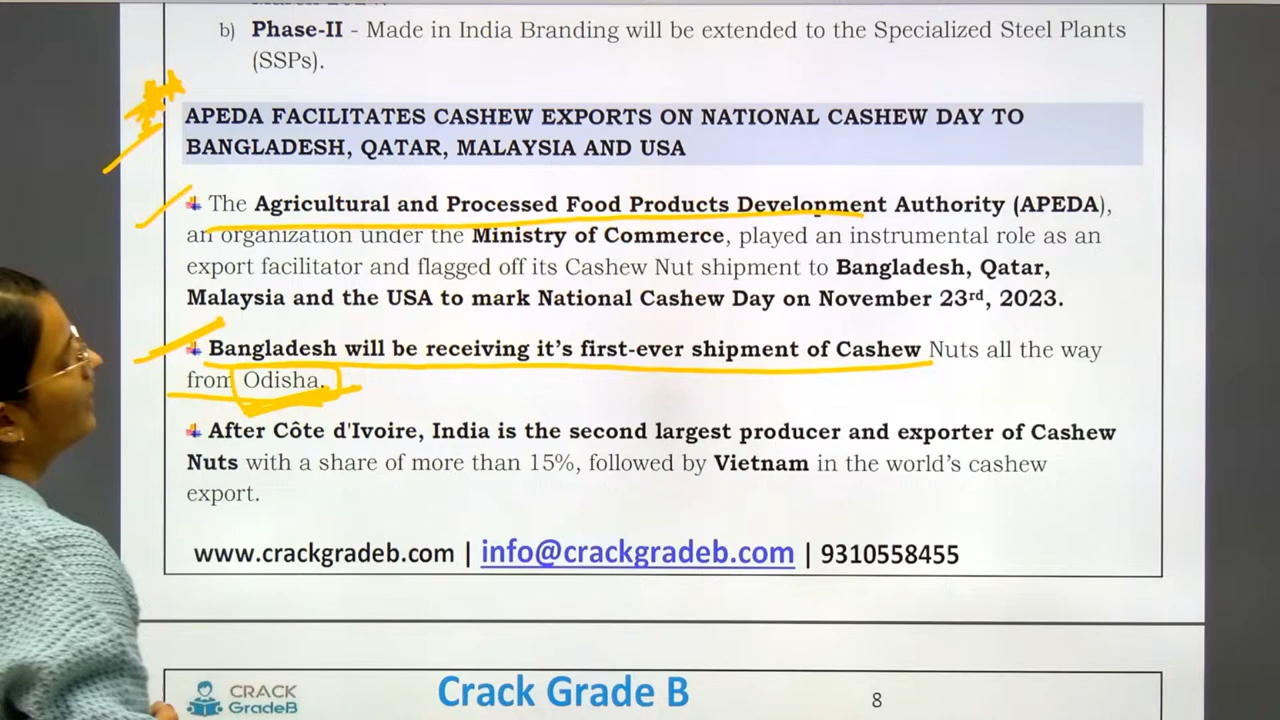 b) Phase-II - Made in India Branding will be extended to the Specialized Steel Plants
(SSPs).
APEDA FACILITATES CASHEW EXPORTS ON NATIONAL CASHEW DAY TO
BANGLADESH, QATAR, MALAYSIA AND USA
The Agricultural and Processed Food Products Development Authority (APEDA),
an organization under the Ministry of Commerce, played an instrumental role as an
export facilitator and flagged off its Cashew Nut shipment to Bangladesh, Qatar,
Malaysia and the USA to mark National Cashew Day on November 23rd, 2023.
Bangladesh will be receiving it's first-ever shipment of Cashew Nuts all the way
from Odisha.
After Côte d'Ivoire, India is the second largest producer and exporter of Cashew
Nuts with a share of more than 15%, followed by Vietnam in the world's cashew
export.
www.crackgradeb.com | info@crackgradeb.com | 9310558455
CRACK
GradeB
Crack Grade B
8